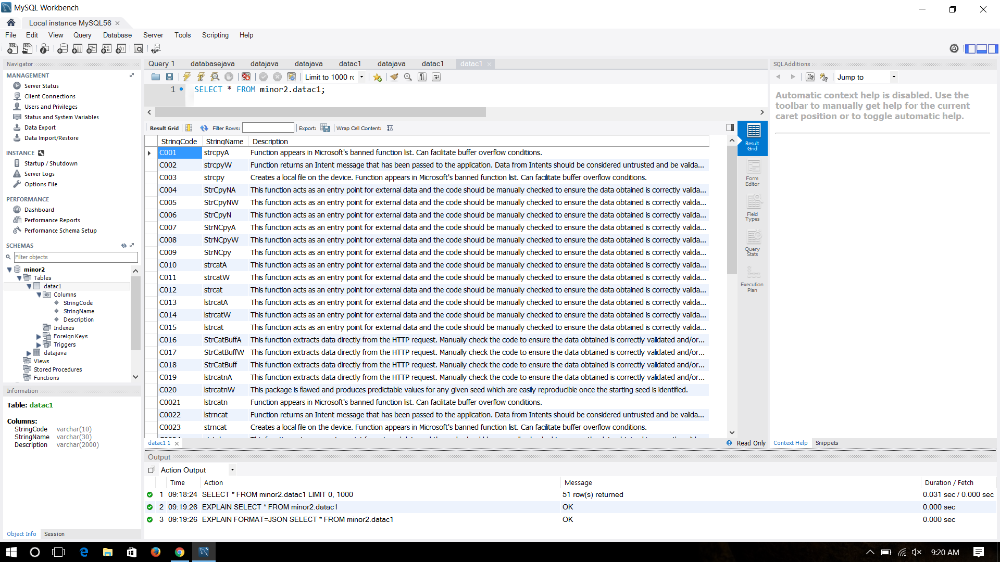 MySQL Workbench
Local instance MySQL56
File Edit View Query Database Server Tools Scripting Help
Navigator
MANAGEMENT
Server Status
Client Connections
Users and Privileges
Status and System Variables
Data Export
Data Import/Restore
INSTANCE
Startup / Shutdown
Server Logs
Options File
PERFORMANCE
Dashboard
Performance Reports
Performance Schema Setup
SCHEMAS
Filter objects
minor2
Tables
datac1
Columns
StringCode
StringName
Description
Indexes
Foreign Keys
Triggers
datajava
Views
Stored Procedures
Functions
Information
Table: datac1
Columns:
StringCode varchar(10)
StringName varchar(30)
Description varchar(2000)
Object Info Session
Query 1 databasejava datajava datajava datac1 datajava datac1 datac1
Limit to 1000 rc
1 SELECT * FROM minor2.datac1;
Result Grid Filter Rows: Export: Wrap Cell Content:
StringCode StringName Description
C001 strcpyA Function appears in Microsoft's banned function list. Can facilitate buffer overflow conditions.
C002 strcpyW Function returns an Intent message that has been passed to the application. Data from Intents should be considered untrusted and be valida...
C003 strcpy Creates a local file on the device. Function appears in Microsoft's banned function list. Can facilitate buffer overflow conditions.
C004 StrCpyNA This function acts as an entry point for external data and the code should be manually checked to ensure the data obtained is correctly valida...
C005 StrCpyNW This function acts as an entry point for external data and the code should be manually checked to ensure the data obtained is correctly valida...
C006 StrCpyN This function acts as an entry point for external data and the code should be manually checked to ensure the data obtained is correctly valida...
C007 StrNCpyA This function acts as an entry point for external data and the code should be manually checked to ensure the data obtained is correctly valida...
C008 StrNCpyW This function acts as an entry point for external data and the code should be manually checked to ensure the data obtained is correctly valida...
C009 StrNCpy This function acts as an entry point for external data and the code should be manually checked to ensure the data obtained is correctly valida...
C010 strcatA This function acts as an entry point for external data and the code should be manually checked to ensure the data obtained is correctly valida...
C011 strcatW This function acts as an entry point for external data and the code should be manually checked to ensure the data obtained is correctly valida...
C012 strcat This function acts as an entry point for external data and the code should be manually checked to ensure the data obtained is correctly valida...
C013 lstrcatA This function acts as an entry point for external data and the code should be manually checked to ensure the data obtained is correctly valida...
C014 lstrcatW This function acts as an entry point for external data and the code should be manually checked to ensure the data obtained is correctly valida...
C015 lstrcat This function acts as an entry point for external data and the code should be manually checked to ensure the data obtained is correctly valida...
C016 StrCatBuffA This function extracts data directly from the HTTP request. Manually check the code to ensure the data obtained is correctly validated and/or...
C017 StrCatBuffW This function extracts data directly from the HTTP request. Manually check the code to ensure the data obtained is correctly validated and/or...
C018 StrCatBuff This function extracts data directly from the HTTP request. Manually check the code to ensure the data obtained is correctly validated and/or...
C019 lstrcatnA This function extracts data directly from the HTTP request. Manually check the code to ensure the data obtained is correctly validated and/or...
C020 lstrcatnW This package is flawed and produces predictable values for any given seed which are easily reproducible once the starting seed is identified.
C0021 lstrcatn Function appears in Microsoft's banned function list. Can facilitate buffer overflow conditions.
C0022 lstrncat Function returns an Intent message that has been passed to the application. Data from Intents should be considered untrusted and be valida...
C0023 strncat Creates a local file on the device. Function appears in Microsoft's banned function list. Can facilitate buffer overflow conditions.
Result Grid
Form Editor
Field Types
Query Stats
Execution Plan
datac1 1 Read Only
SQLAdditions
Jump to
Automatic context help is disabled. Use the
toolbar to manually get help for the current
caret position or to toggle automatic help.
Context Help Snippets
Output
Action Output
Time Action Message Duration / Fetch
1 09:18:24 SELECT * FROM minor2.datac1 LIMIT 0, 1000 51 row(s) returned 0.031 sec / 0.000 sec
2 09:19:26 EXPLAIN SELECT * FROM minor2.datac1 OK 0.000 sec
3 09:19:26 EXPLAIN FORMAT=JSON SELECT * FROM minor2.datac1 OK 0.000 sec
9:20 AM